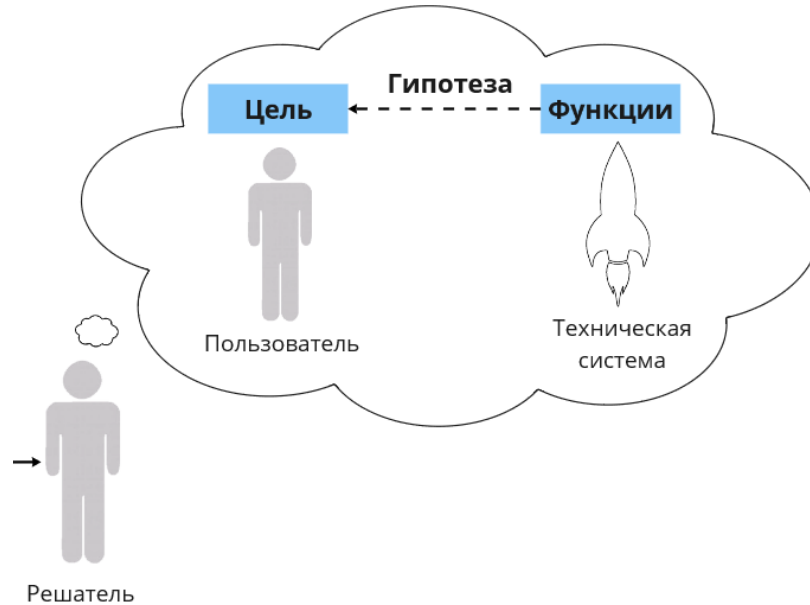 Гипотеза
Цель
Функции
Пользователь
Техническая
система
Решатель